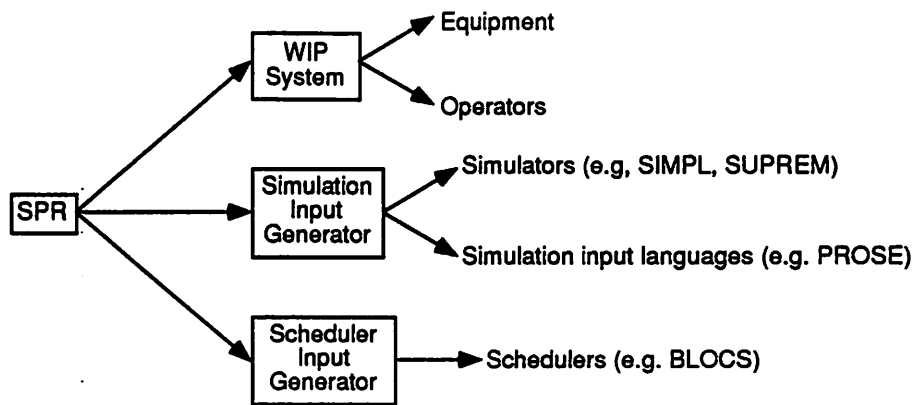 Equipment
WIP
System
Operators
Simulators (e.g, SIMPL, SUPREM)
Simulation
Input
Generator
SPR
Simulation input languages (e.g. PROSE)
Scheduler
Input
Generator
Schedulers (e.g. BLOCS)